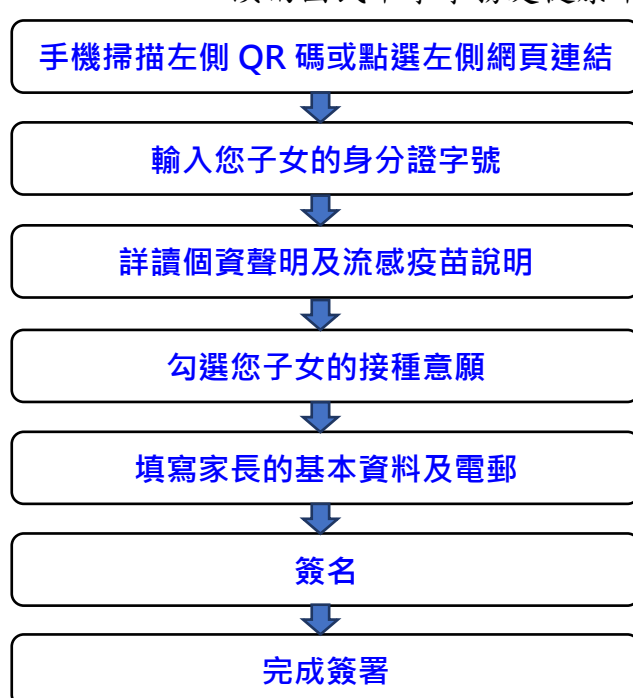 手機掃描左側 QR 碼或點選左側網頁連結
輸入您子女的身分證字號
詳讀個資聲明及流感疫苗說明
勾選您子女的接種意願
填寫家長的基本資料及電郵
簽名
完成簽署